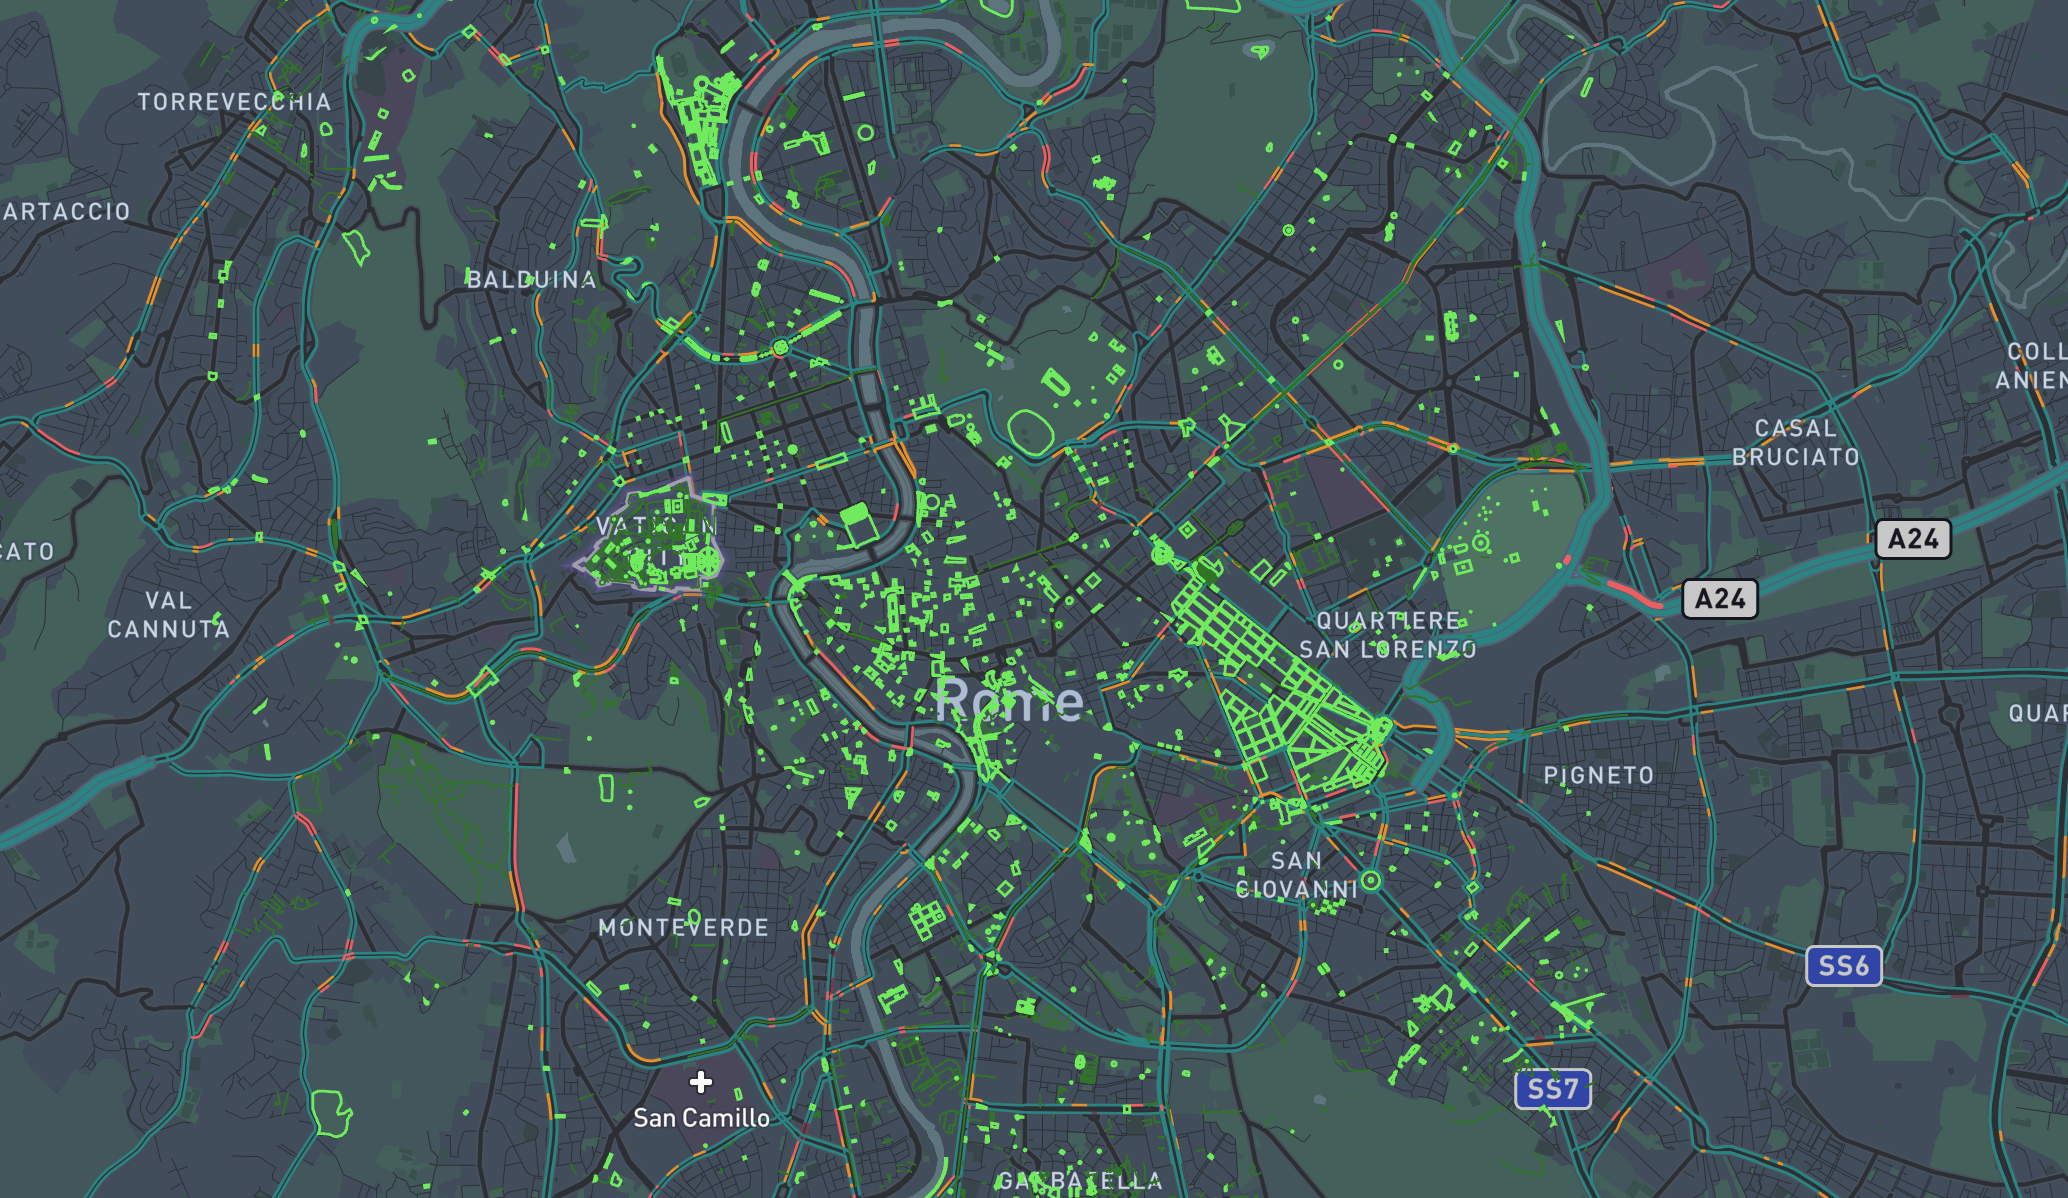 TORREVECCHIA
ARTACCIO
BALDUINA
COLL
ANIEN
CASAL
BRUCIATO
VATIC N
CATO
A24
A24
VAL
CANNUTA
QUARTIERE
SAN LORENZO
Rome
QUAR
PIGNETO
SAN
GIOVANNI
MONTEVERDE
SS6
SS7
San Camillo
GARBATELLA